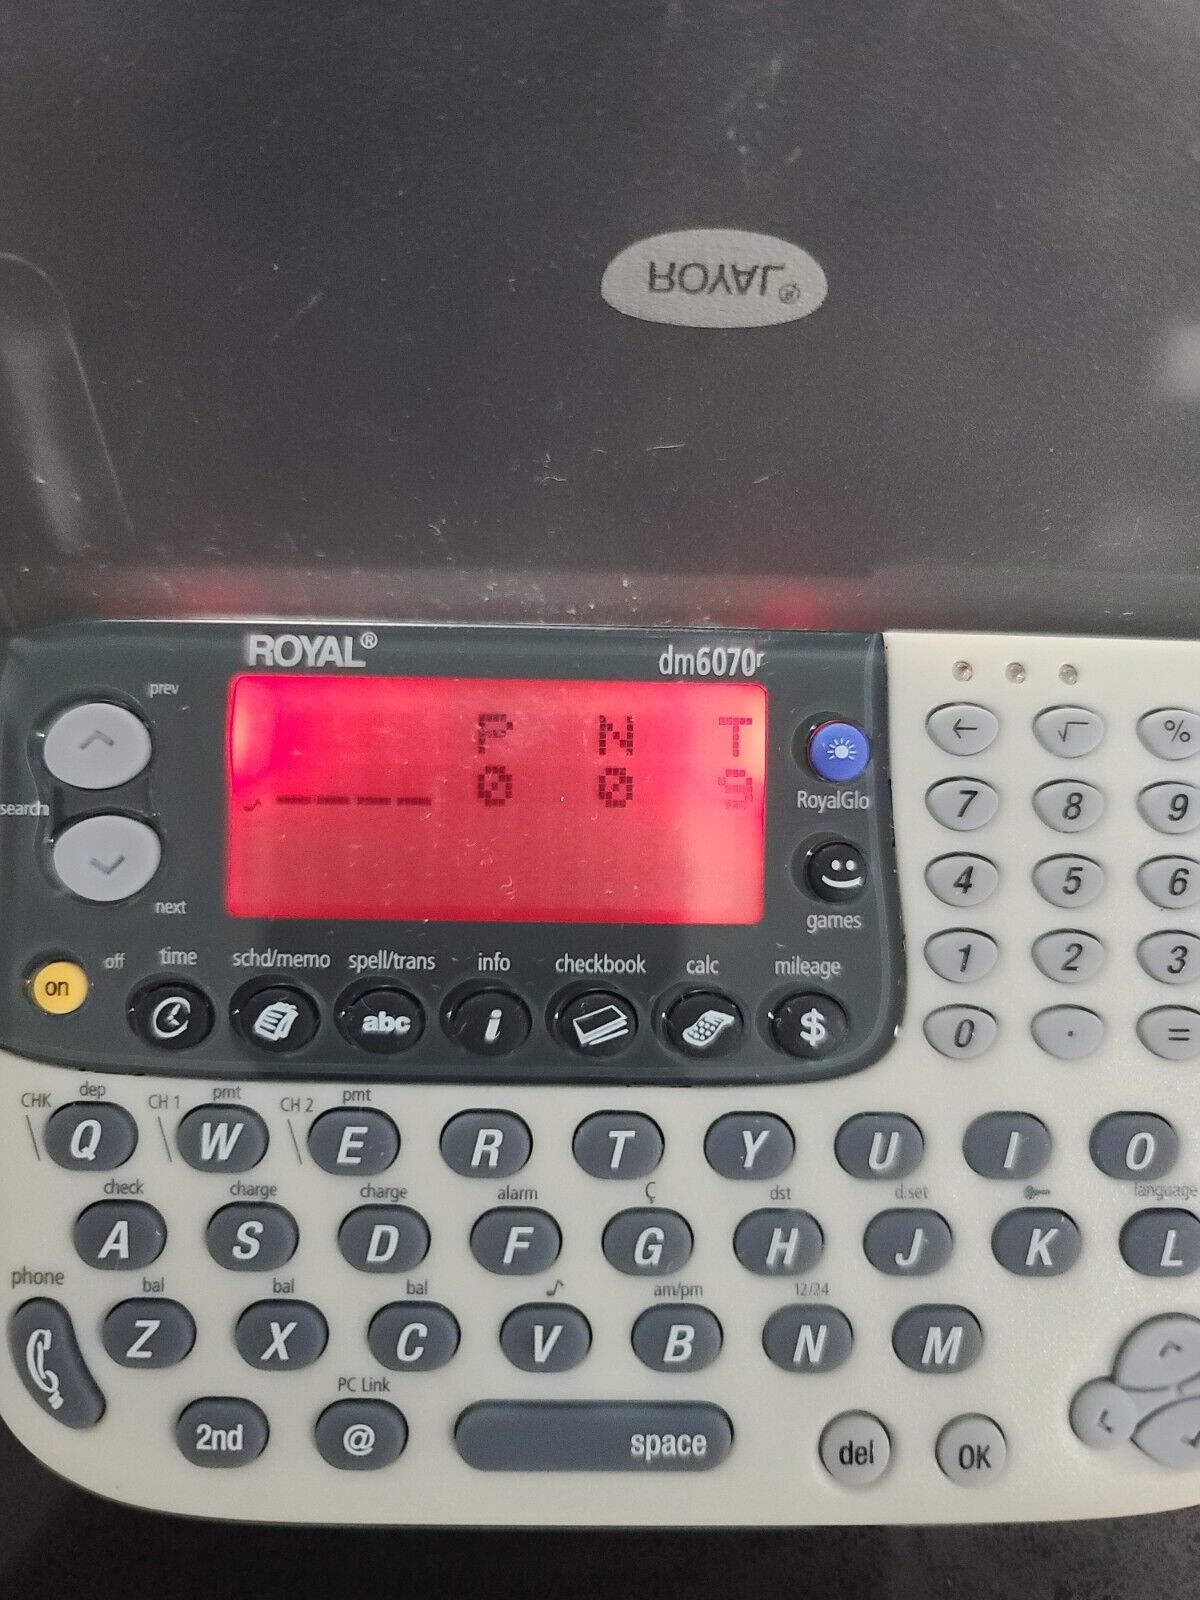 ROYAL®
ROYAL® dm6070r
prev
P N T
_ _ _ _ 0 0
search
RoyalGlo
next
games
on off time schd/memo spell/trans info checkbook calc mileage
abc i $
← √ %
7 8 9
4 5 6
1 2 3
0 . =
CHK dep CH 1 pmt CH 2 pmt
Q W E R T Y U I O
check charge charge alarm Ç dst d.set language
A S D F G H J K L
phone bal bal bal ♪ am/pm 12/24
Z X C V B N M
PC Link
2nd @ space del OK